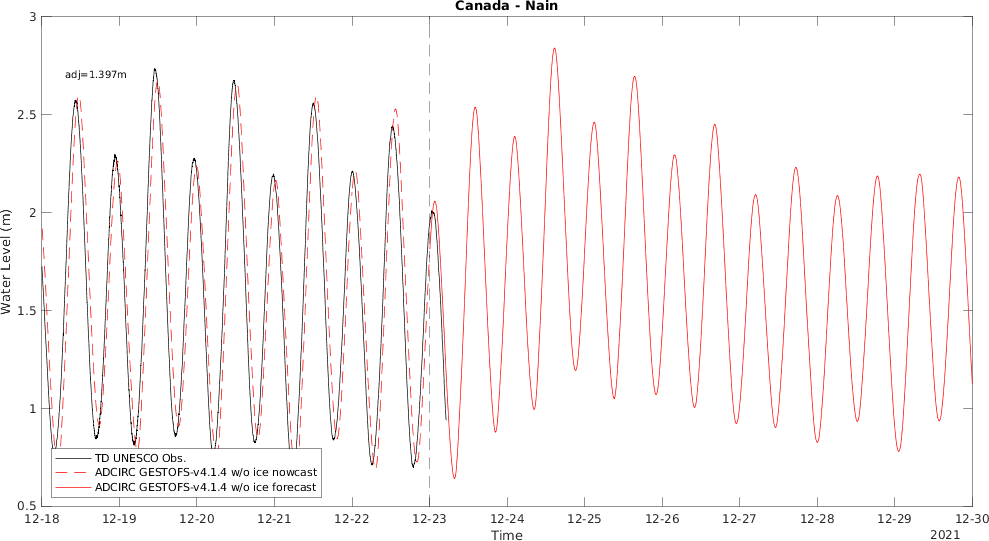 Canada - Nain
3
2.5
2
1.5
1
0.5
Water Level (m)
adj=1.397m
TD UNESCO Obs.
ADCIRC GESTOFS-v4.1.4 w/o ice nowcast
ADCIRC GESTOFS-v4.1.4 w/o ice forecast
12-18 12-19 12-20 12-21 12-22 12-23 12-24 12-25 12-26 12-27 12-28 12-29 12-30
Time
2021